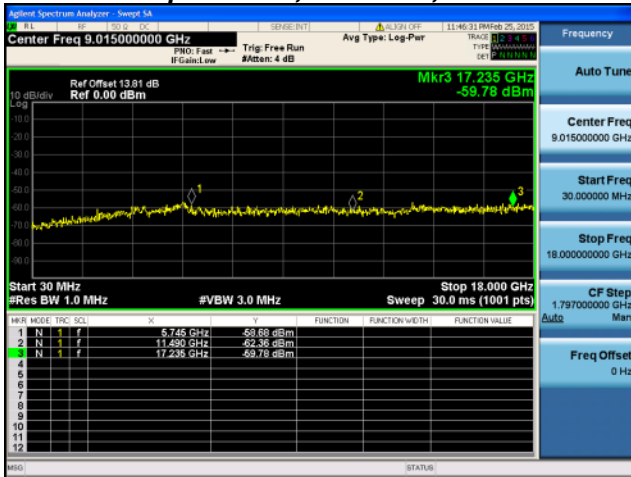 Agilent Spectrum Analyzer - Swept SA
RL RF 50 Ω DC SENSE:INT ALIGN OFF 11:46:31 PM Feb 25, 2015
Center Freq 9.015000000 GHz
PNO: Fast
IFGain:Low
Trig: Free Run
#Atten: 4 dB
Avg Type: Log-Pwr
TRACE 1 2 3 4 5 6
TYPE
DET P N N N N N
Frequency
Mkr3 17.235 GHz
-59.78 dBm
Ref Offset 13.81 dB
10 dB/div Ref 0.00 dBm
Log
-10.0
-20.0
-30.0
-40.0
-50.0
-60.0
-70.0
-80.0
-90.0
1
2
3
Start 30 MHz Stop 18.000 GHz
#Res BW 1.0 MHz #VBW 3.0 MHz Sweep 30.0 ms (1001 pts)
MKR MODE TRC SCL X Y FUNCTION FUNCTION WIDTH FUNCTION VALUE
1 N 1 f 5.745 GHz -58.68 dBm
2 N 1 f 11.490 GHz -62.36 dBm
3 N 1 f 17.235 GHz -59.78 dBm
4
5
6
7
8
9
10
11
12
MSG STATUS
Auto Tune
Center Freq
9.015000000 GHz
Start Freq
30.000000 MHz
Stop Freq
18.000000000 GHz
CF Step
1.797000000 GHz
Auto Man
Freq Offset
0 Hz